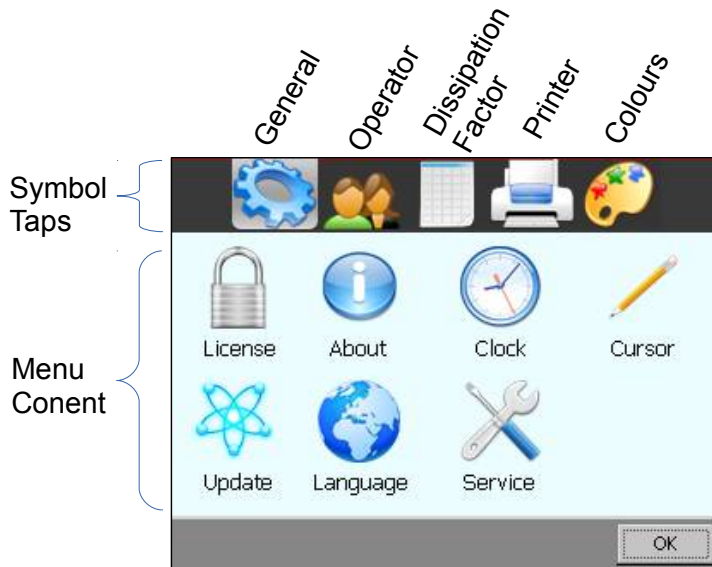 General
Operator
Dissipation
Factor
Printer
Colours
Symbol
Taps
Menu
Conent
License About Clock Cursor
Update Language Service
OK